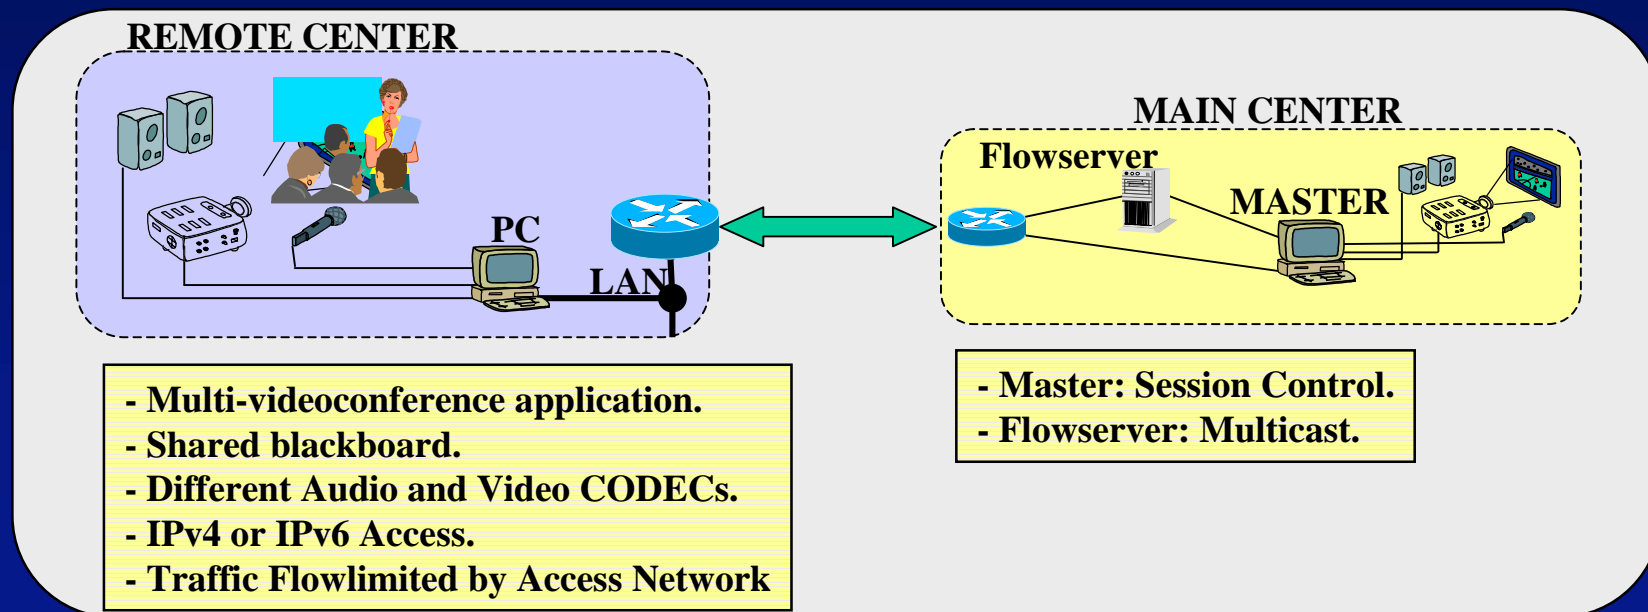 REMOTE CENTER
PC
LAN
MAIN CENTER
Flowserver
MASTER
- Multi-videoconference application.
- Shared blackboard.
- Different Audio and Video CODECs.
- IPv4 or IPv6 Access.
- Traffic Flowlimited by Access Network
- Master: Session Control.
- Flowserver: Multicast.